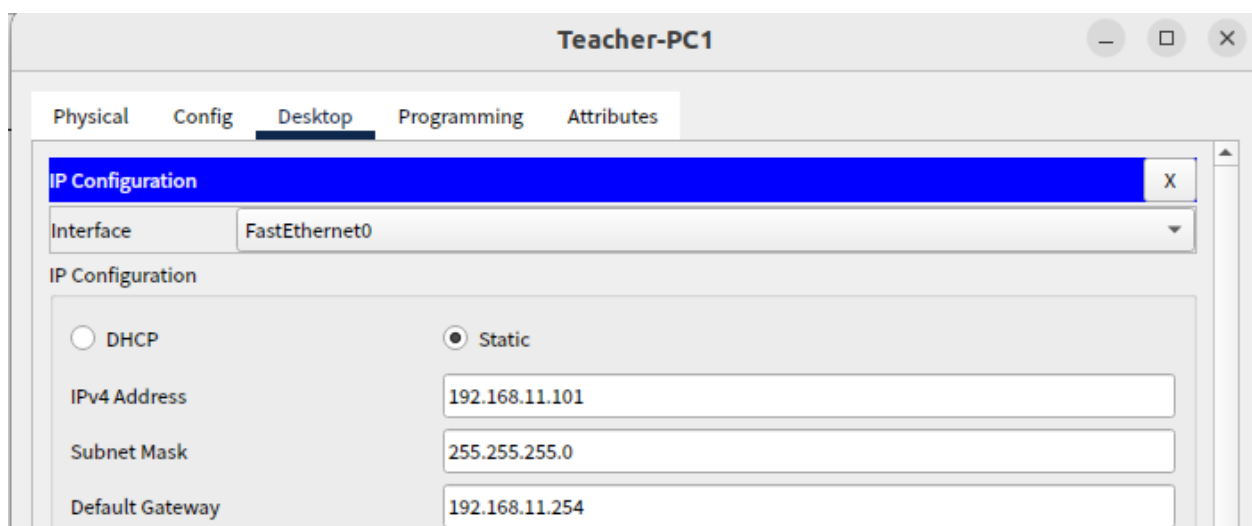 Teacher-PC1
Physical Config Desktop Programming Attributes
IP Configuration X
Interface FastEthernet0
IP Configuration
DHCP Static
IPv4 Address 192.168.11.101
Subnet Mask 255.255.255.0
Default Gateway 192.168.11.254